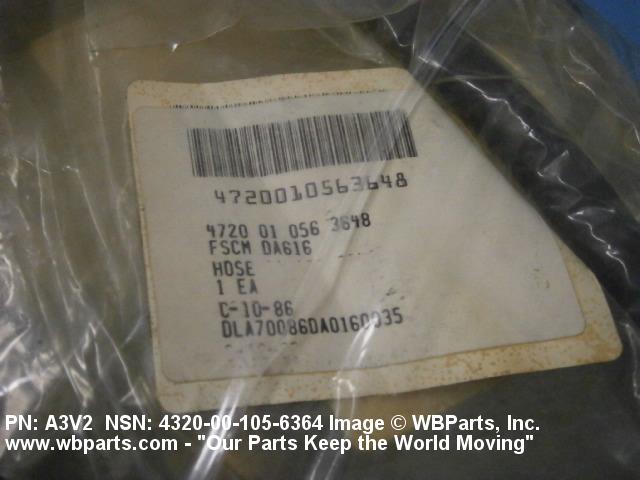 4720010563648
4720 01 056 3648
FSCM DA616
HOSE
1 EA
C-10-86
DLA70086DA0160035
PN: A3V2 NSN: 4320-00-105-6364 Image © WBParts, Inc.
www.wbparts.com - "Our Parts Keep the World Moving"